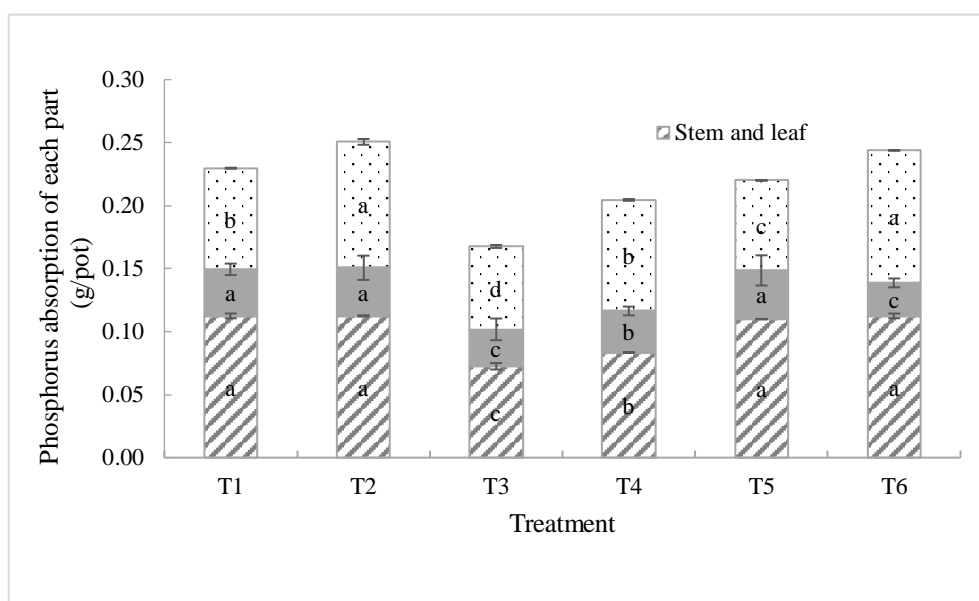 Phosphorus absorption of each part
(g/pot)
0.30
0.25
0.20
0.15
0.10
0.05
0.00
Stem and leaf
b
a
d
b
c
a
a
a
c
b
a
c
a
a
c
b
a
a
T1 T2 T3 T4 T5 T6
Treatment